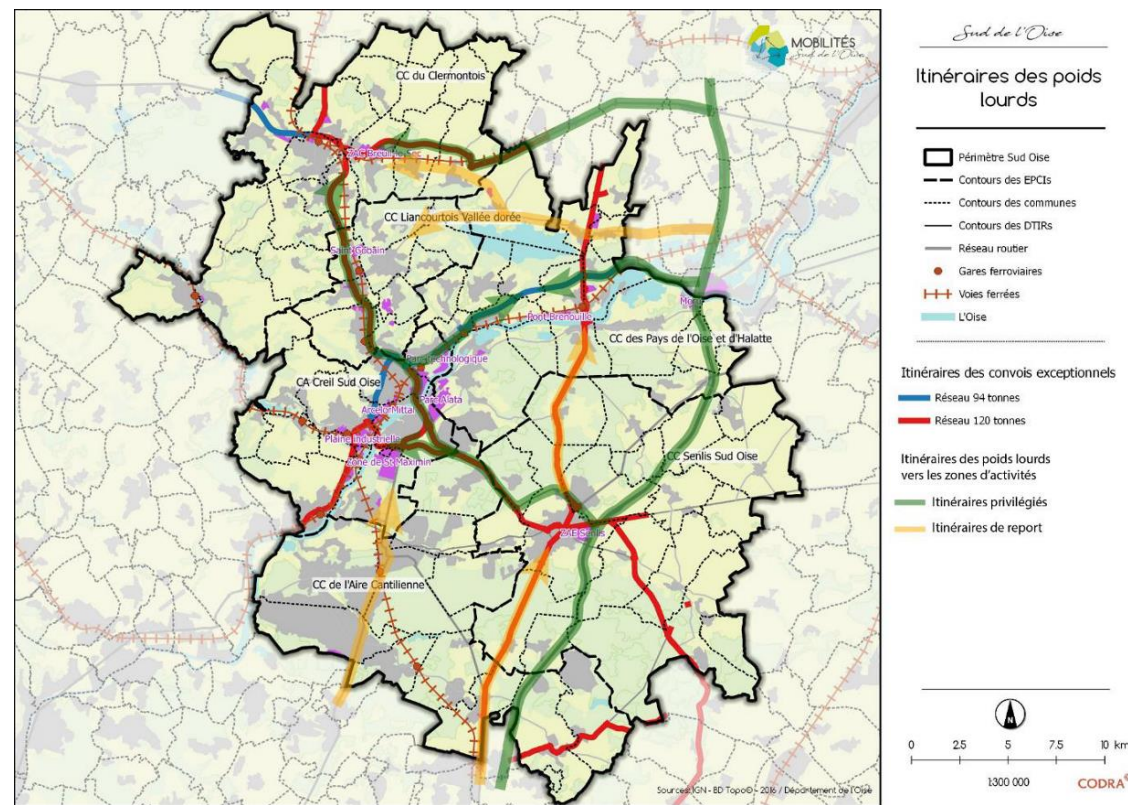 MOBILITÉS
Sud de l'Oise
CC du Clermontois
CC Liancourtois Vallée dorée
Saint-Gobain
Pont-Brenouille
CC des Pays de l'Oise et d'Halatte
Parc technologique
CA Creil Sud Oise
Parc Alata
ArcelorMittal
Plaine industrielle
Zone de St Maximin
CC Senlis Sud Oise
ZAE Senlis
CC de l'Aire Cantilienne
Sources: IGN - BD Topo© - 2016 / Département de l'Oise
Sud de l'Oise
Itinéraires des poids
lourds
Périmètre Sud Oise
Contours des EPCIs
Contours des communes
Contours des DTIRs
Réseau routier
Gares ferroviaires
Voies ferrées
L'Oise
Itinéraires des convois exceptionnels
Réseau 94 tonnes
Réseau 120 tonnes
Itinéraires des poids lourds
vers les zones d'activités
Itinéraires privilégiés
Itinéraires de report
N
0 2.5 5 7.5 10 km
1:300 000
CODRA